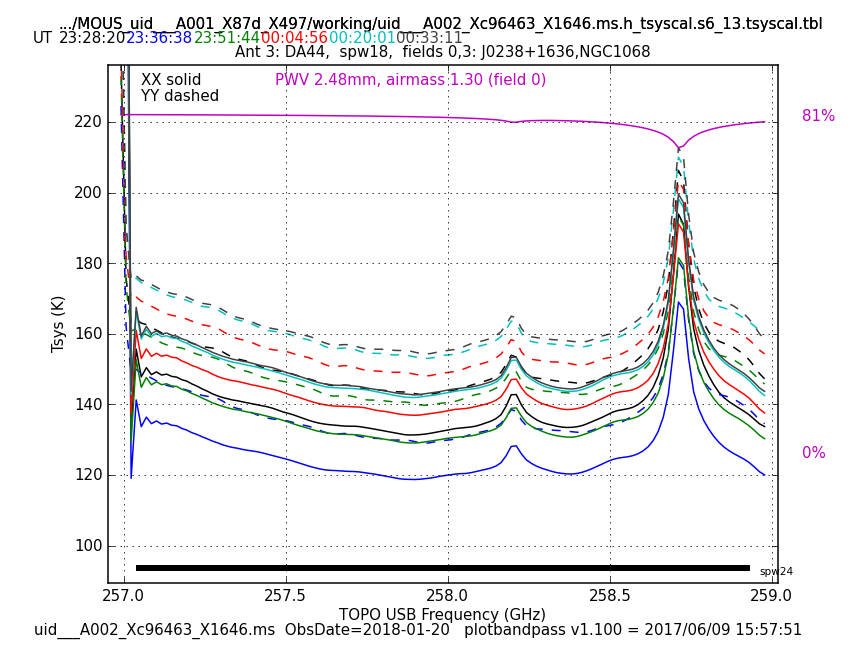 .../MOUS_uid___A001_X87d_X497/working/uid___A002_Xc96463_X1646.ms.h_tsyscal.s6_13.tsyscal.tbl
UT 23:28:20 23:36:38 23:51:44 00:04:56 00:20:01 00:33:11
Ant 3: DA44, spw18, fields 0,3: J0238+1636,NGC1068
XX solid PWV 2.48mm, airmass 1.30 (field 0)
YY dashed
81%
220
200
180
160
140
120
100
Tsys (K)
0%
spw24
257.0 257.5 258.0 258.5 259.0
TOPO USB Frequency (GHz)
uid___A002_Xc96463_X1646.ms ObsDate=2018-01-20 plotbandpass v1.100 = 2017/06/09 15:57:51